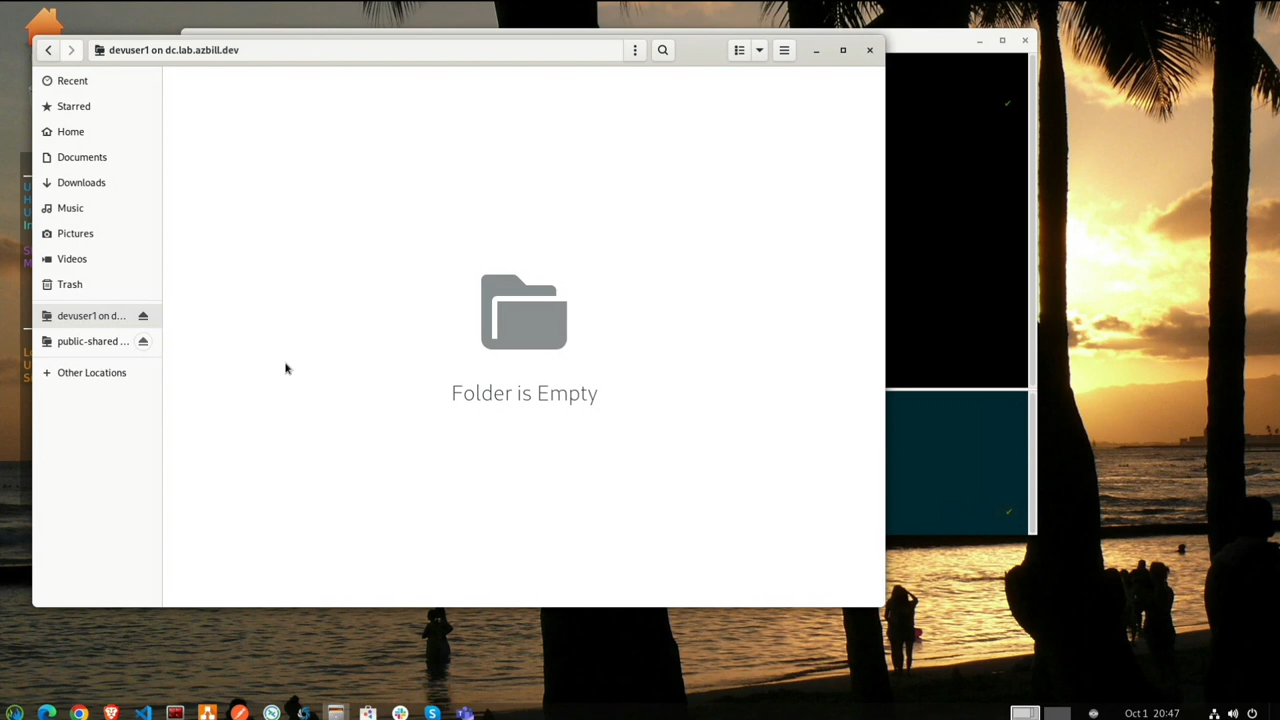 devuser1 on dc.lab.azbill.dev
Recent
Starred
Home
Documents
Downloads
Music
Pictures
Videos
Trash
devuser1 on d...
public-shared ...
Other Locations
Folder is Empty
Oct 1 20:47